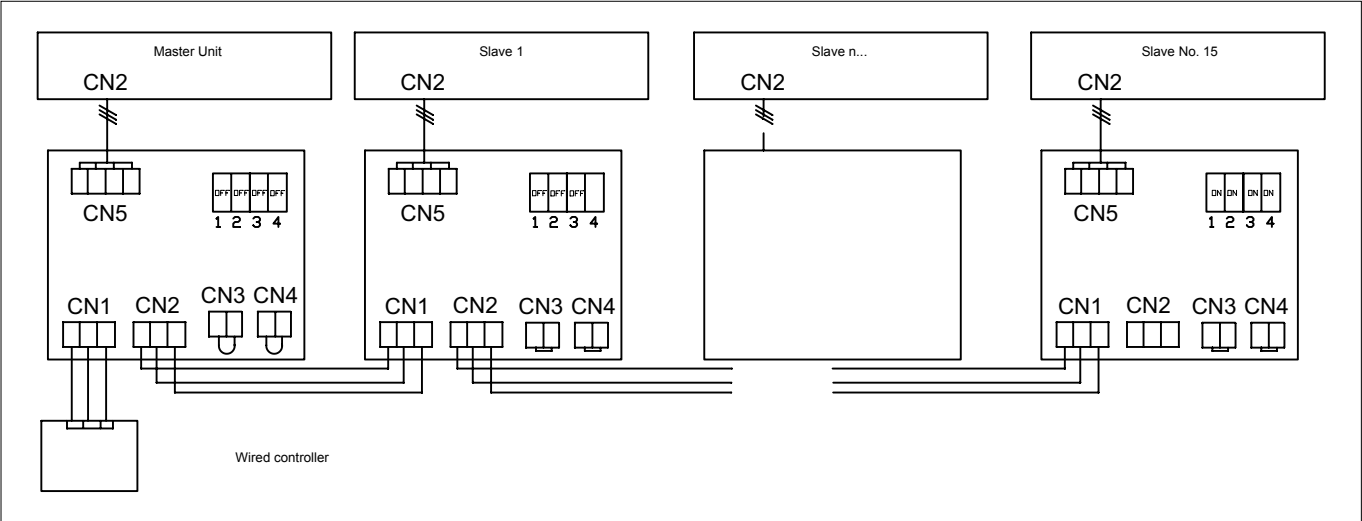 Master Unit
Slave 1
Slave n...
Slave No. 15
CN2
CN2
CN2
CN2
OFF OFF OFF OFF
OFF OFF OFF
ON ON ON ON
CN5
1 2 3 4
CN5
1 2 3 4
CN5
1 2 3 4
CN1 CN2 CN3 CN4
CN1 CN2 CN3 CN4
CN1 CN2 CN3 CN4
Wired controller